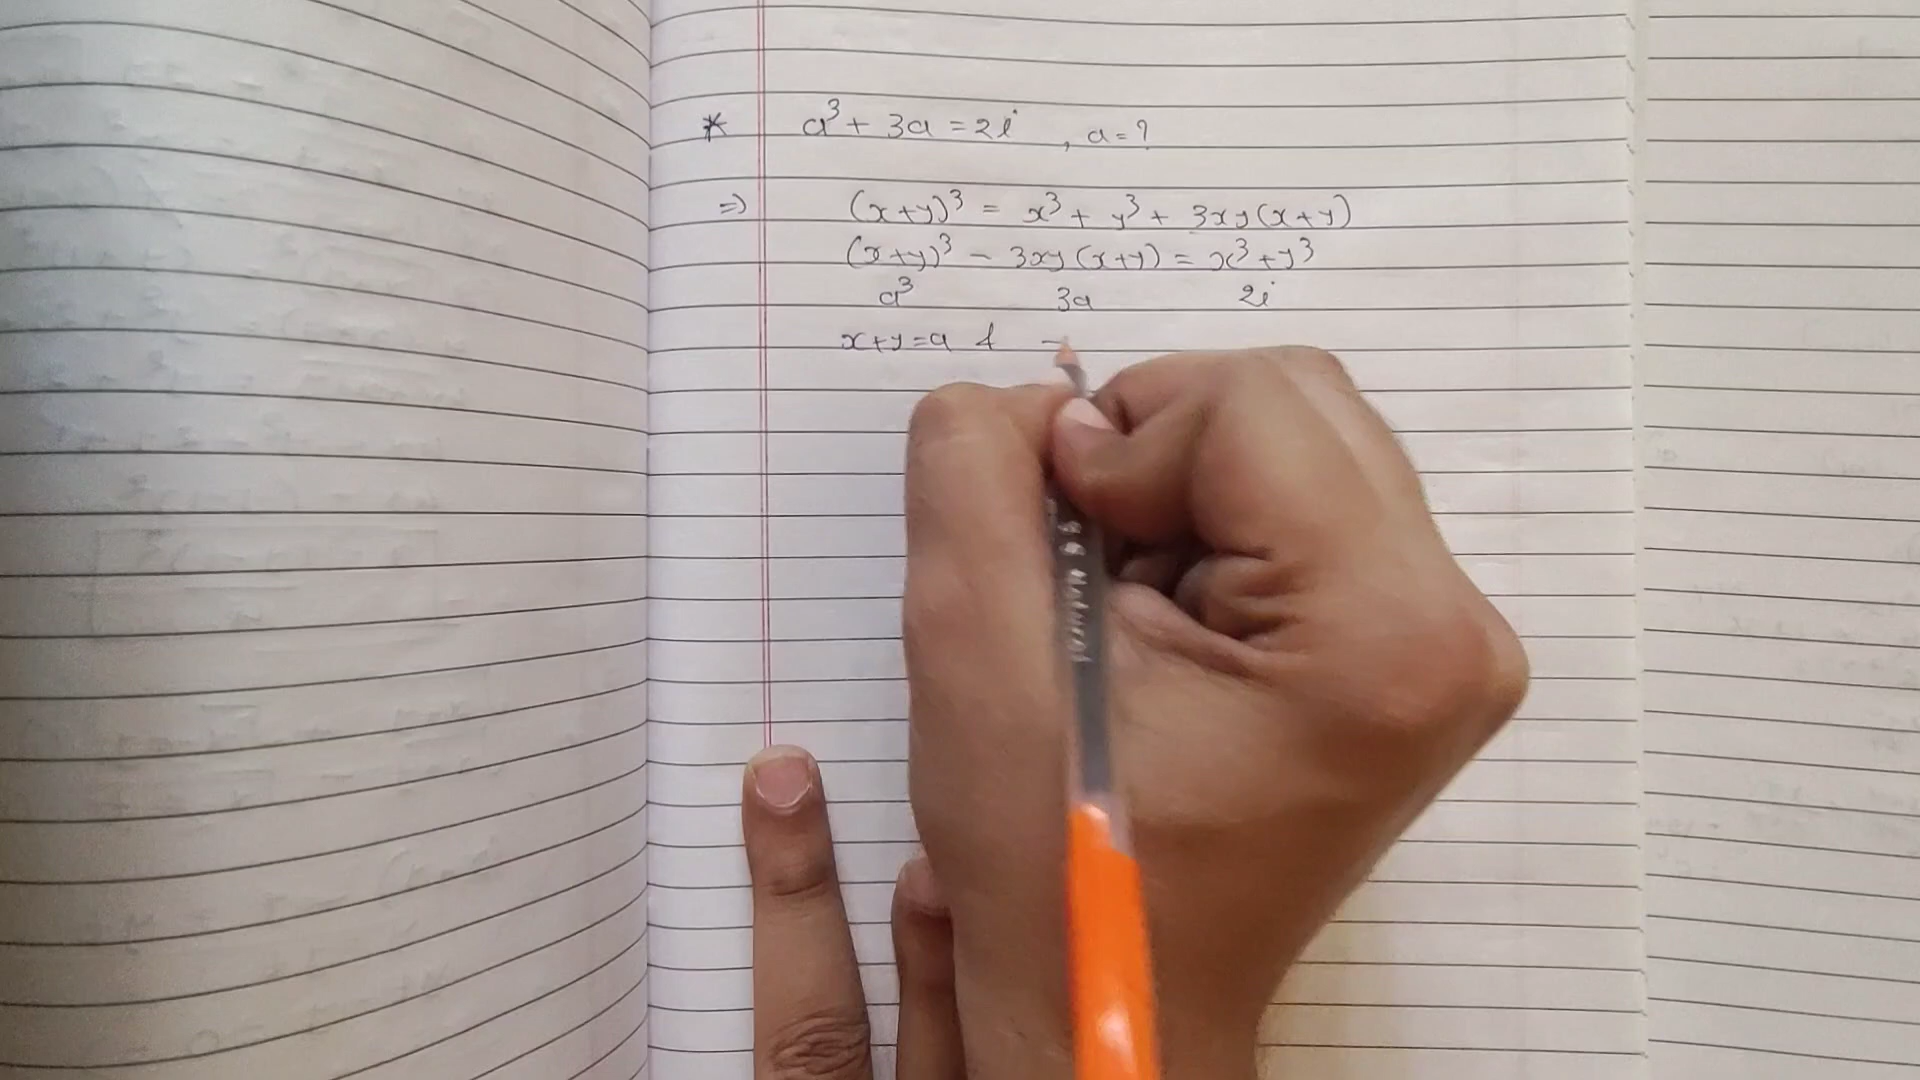 * a³ + 3a = 2i , a = ?
=) (x+y)³ = x³ + y³ + 3xy(x+y)
(x+y)³ - 3xy(x+y) = x³+y³
a³ 3a 2i
x+y=a & -